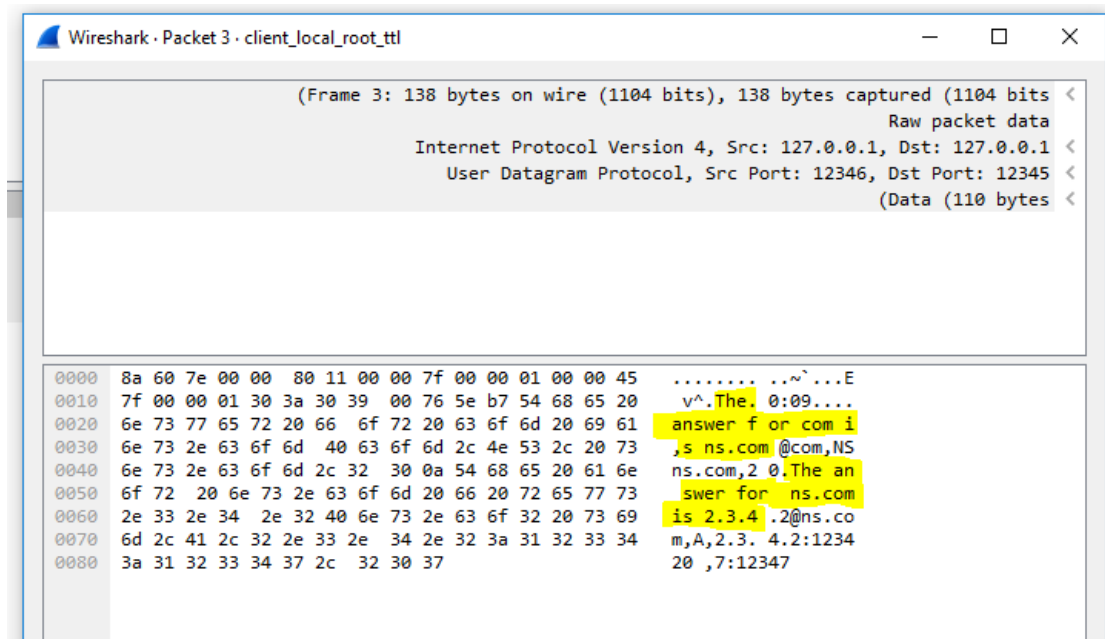 Wireshark · Packet 3 · client_local_root_ttl
(Frame 3: 138 bytes on wire (1104 bits), 138 bytes captured (1104 bits
Raw packet data
Internet Protocol Version 4, Src: 127.0.0.1, Dst: 127.0.0.1
User Datagram Protocol, Src Port: 12346, Dst Port: 12345
(Data (110 bytes
0000 8a 60 7e 00 00 80 11 00 00 7f 00 00 01 00 00 45 ........ ..~`...E
0010 7f 00 00 01 30 3a 30 39 00 76 5e b7 54 68 65 20 v^.The. 0:09....
0020 6e 73 77 65 72 20 66 6f 72 20 63 6f 6d 20 69 61 answer f or com i
0030 6e 73 2e 63 6f 6d 40 63 6f 6d 2c 4e 53 2c 20 73 ,s ns.com @com,NS
0040 6e 73 2e 63 6f 6d 2c 32 30 0a 54 68 65 20 61 6e ns.com,2 0.The an
0050 6f 72 20 6e 73 2e 63 6f 6d 20 66 20 72 65 77 73 swer for ns.com
0060 2e 33 2e 34 2e 32 40 6e 73 2e 63 6f 32 20 73 69 is 2.3.4 .2@ns.co
0070 6d 2c 41 2c 32 2e 33 2e 34 2e 32 3a 31 32 33 34 m,A,2.3. 4.2:1234
0080 3a 31 32 33 34 37 2c 32 30 37 20 ,7:12347